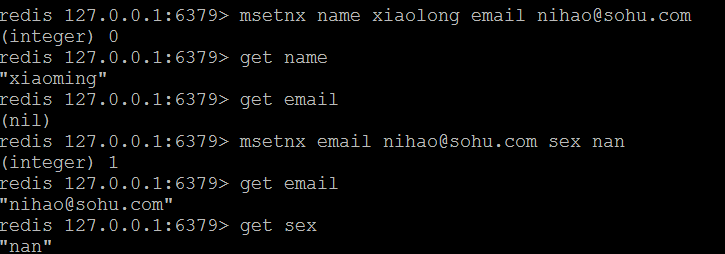 redis 127.0.0.1:6379> msetnx name xiaolong email nihao@sohu.com
(integer) 0
redis 127.0.0.1:6379> get name
"xiaoming"
redis 127.0.0.1:6379> get email
(nil)
redis 127.0.0.1:6379> msetnx email nihao@sohu.com sex nan
(integer) 1
redis 127.0.0.1:6379> get email
"nihao@sohu.com"
redis 127.0.0.1:6379> get sex
"nan"